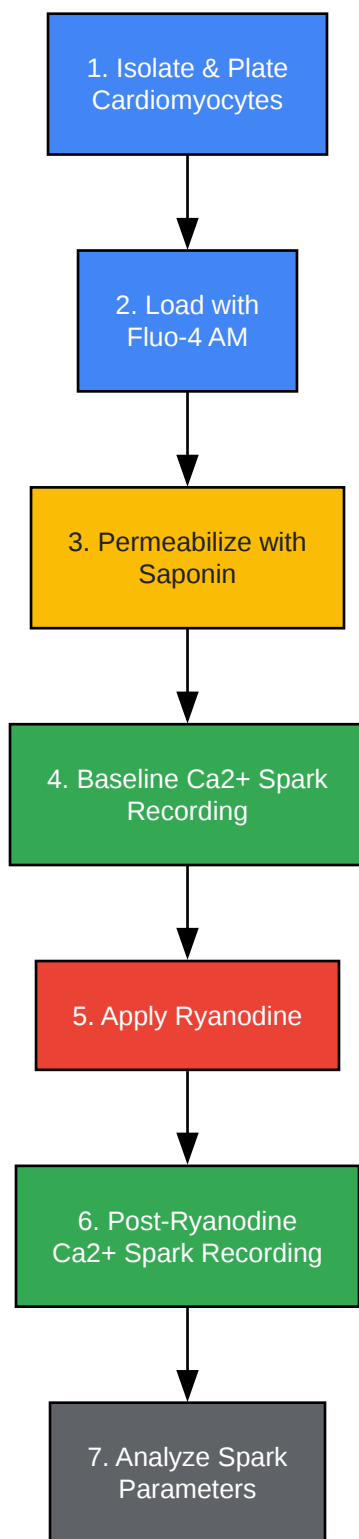 1. Isolate & Plate
Cardiomyocytes
2. Load with
Fluo-4 AM
3. Permeabilize with
Saponin
4. Baseline Ca2+ Spark
Recording
5. Apply Ryanodine
6. Post-Ryanodine
Ca2+ Spark Recording
7. Analyze Spark
Parameters